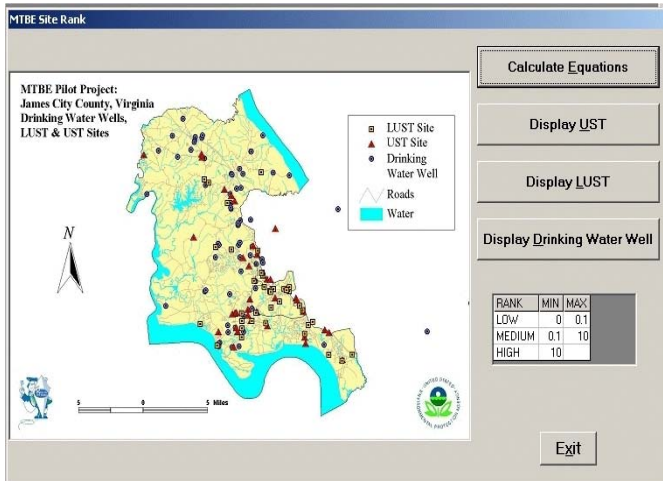 MTBE Site Rank
MTBE Pilot Project:
James City County, Virginia
Drinking Water Wells,
LUST & UST Sites
LUST Site
UST Site
Drinking
Water Well
Roads
Water
N
5 0 5 Miles
Calculate Equations
Display UST
Display LUST
Display Drinking Water Well
RANK MIN MAX
LOW 0 0.1
MEDIUM 0.1 10
HIGH 10
Exit